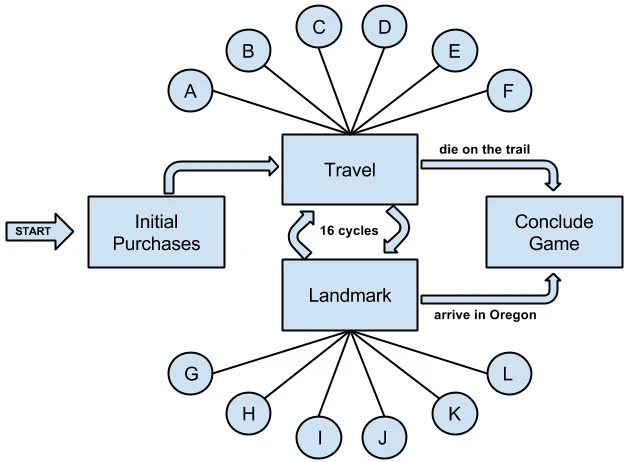 C
D
B
E
A
F
Travel
die on the trail
START
Initial
Purchases
16 cycles
Conclude
Game
Landmark
arrive in Oregon
G
L
H
K
I
J